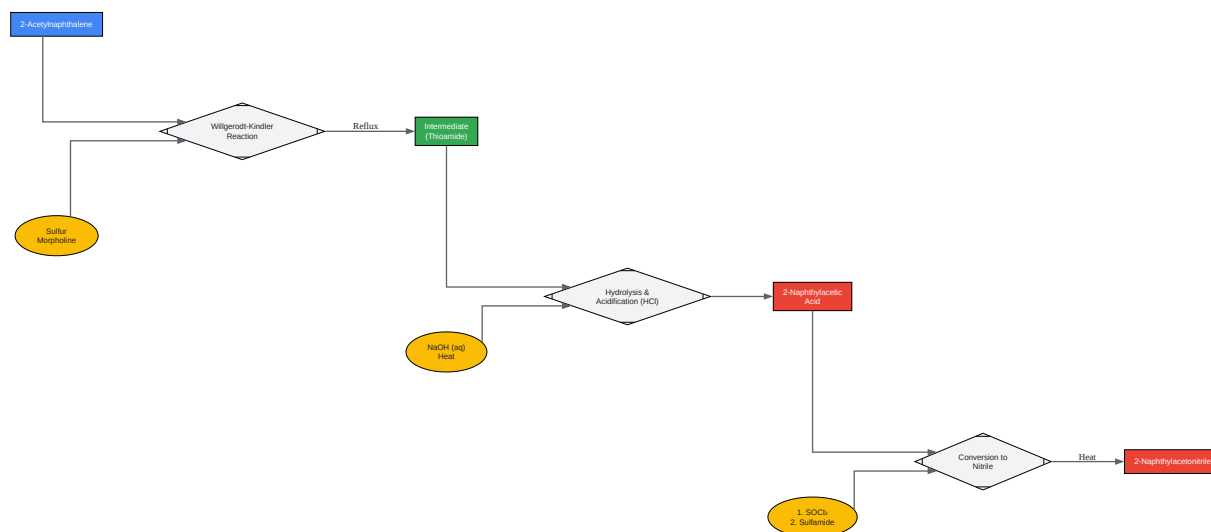 2-Acetylnaphthalene
Willgerodt-Kindler
Reaction
Reflux
Intermediate
(Thioamide)
Sulfur
Morpholine
Hydrolysis &
Acidification (HCl)
2-Naphthylacetic
Acid
NaOH (aq)
Heat
Conversion to
Nitrile
Heat
2-Naphthylacetonitrile
1. SOCl₂
2. Sulfamide